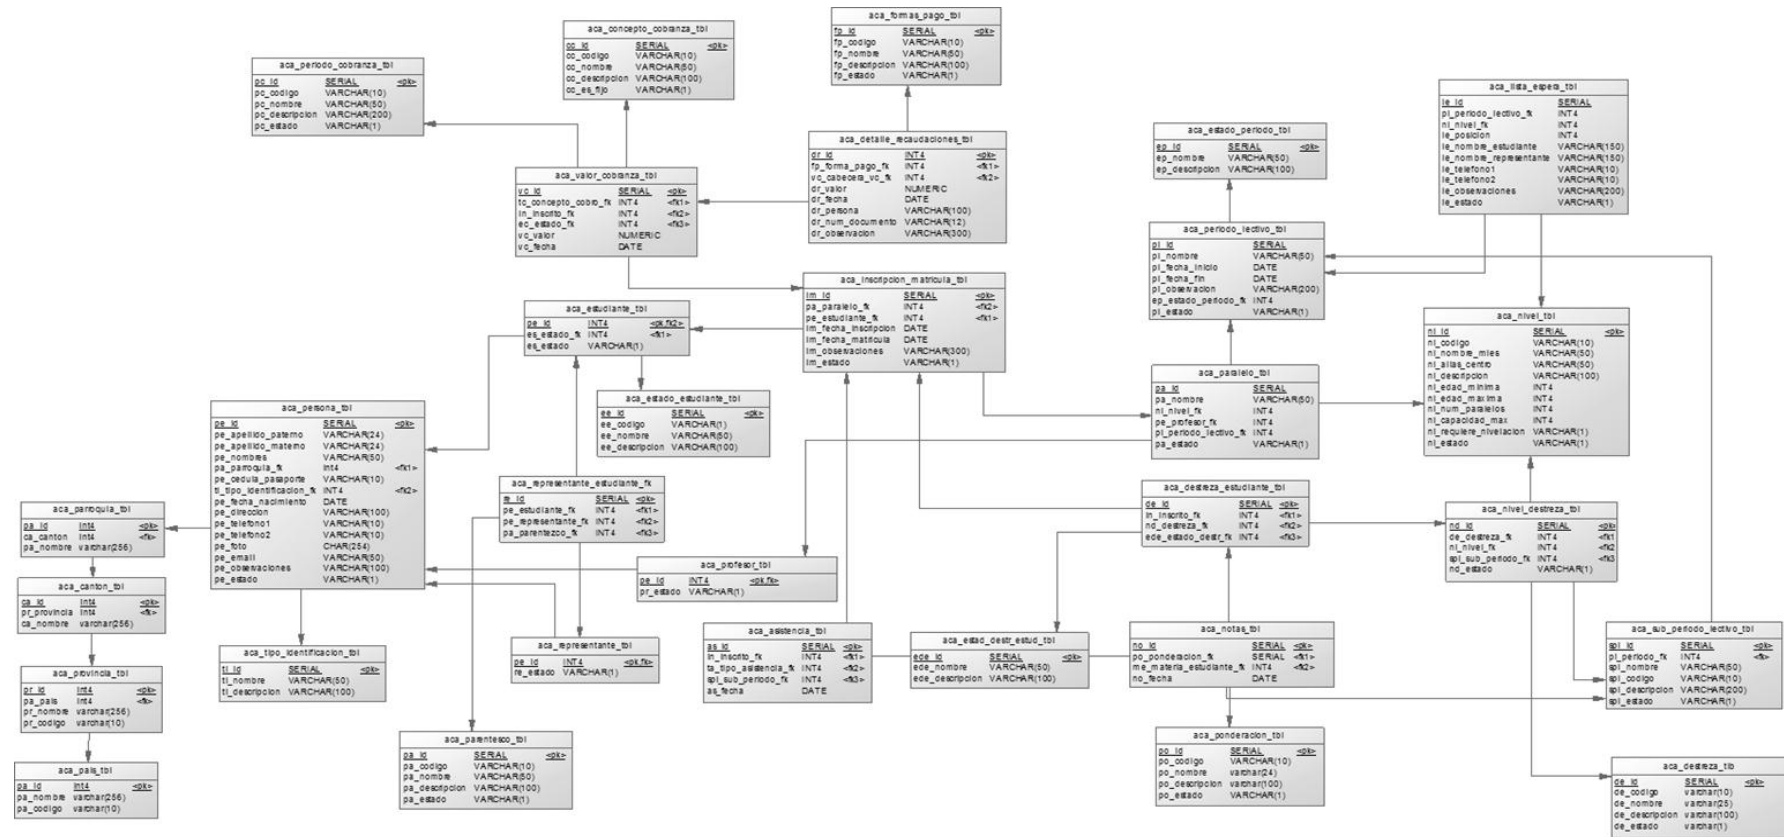 aca_periodo_cobranza_tbl
pc_id SERIAL <pk>
pc_codigo VARCHAR(10)
pc_nombre VARCHAR(50)
pc_descripcion VARCHAR(200)
pc_estado VARCHAR(1)
aca_concepto_cobranza_tbl
cc_id SERIAL <pk>
cc_codigo VARCHAR(10)
cc_nombre VARCHAR(50)
cc_descripcion VARCHAR(100)
cc_es_fijo VARCHAR(1)
aca_formas_pago_tbl
fp_id SERIAL <pk>
fp_codigo VARCHAR(10)
fp_nombre VARCHAR(50)
fp_descripcion VARCHAR(100)
fp_estado VARCHAR(1)
aca_valor_cobranza_tbl
vc_id SERIAL <pk>
tc_concepto_cobro_fk INT4 <fk1>
in_inscrito_fk INT4 <fk2>
ec_estado_fk INT4 <fk3>
vc_valor NUMERIC
vc_fecha DATE
aca_detalle_recaudaciones_tbl
dr_id INT4 <pk>
fp_forma_pago_fk INT4 <fk1>
vc_cabecera_vc_fk INT4 <fk2>
dr_valor NUMERIC
dr_fecha DATE
dr_persona VARCHAR(100)
dr_num_documento VARCHAR(12)
dr_observacion VARCHAR(300)
aca_estado_periodo_tbl
ep_id SERIAL <pk>
ep_nombre VARCHAR(50)
ep_descripcion VARCHAR(100)
aca_lista_espera_tbl
le_id SERIAL
pl_periodo_lectivo_fk INT4
ni_nivel_fk INT4
le_posicion INT4
le_nombre_estudiante VARCHAR(150)
le_nombre_representante VARCHAR(150)
le_telefono1 VARCHAR(10)
le_telefono2 VARCHAR(10)
le_observaciones VARCHAR(200)
le_estado VARCHAR(1)
aca_periodo_lectivo_tbl
pl_id SERIAL
pl_nombre VARCHAR(50)
pl_fecha_inicio DATE
pl_fecha_fin DATE
pl_observacion VARCHAR(200)
ep_estado_periodo_fk INT4
pl_estado VARCHAR(1)
aca_inscripcion_matricula_tbl
im_id SERIAL <pk>
pa_paralelo_fk INT4 <fk2>
pe_estudiante_fk INT4 <fk1>
im_fecha_inscripcion DATE
im_fecha_matricula DATE
im_observaciones VARCHAR(300)
im_estado VARCHAR(1)
aca_estudiante_tbl
pe_id INT4 <pk,fk2>
es_estado_fk INT4 <fk1>
es_estado VARCHAR(1)
aca_nivel_tbl
ni_id SERIAL <pk>
ni_codigo VARCHAR(10)
ni_nombre_mies VARCHAR(50)
ni_alias_centro VARCHAR(50)
ni_descripcion VARCHAR(100)
ni_edad_minima INT4
ni_edad_maxima INT4
ni_num_paralelos INT4
ni_capacidad_max INT4
ni_requiere_nivelacion VARCHAR(1)
ni_estado VARCHAR(1)
aca_paralelo_tbl
pa_id SERIAL
pa_nombre VARCHAR(50)
ni_nivel_fk INT4
pe_profesor_fk INT4
pl_periodo_lectivo_fk INT4
pa_estado VARCHAR(1)
aca_estado_estudiante_tbl
ee_id SERIAL <pk>
ee_codigo VARCHAR(1)
ee_nombre VARCHAR(50)
ee_descripcion VARCHAR(100)
aca_persona_tbl
pe_id SERIAL <pk>
pe_apellido_paterno VARCHAR(24)
pe_apellido_materno VARCHAR(24)
pe_nombres VARCHAR(50)
pa_parroquia_fk Int4 <fk1>
pe_cedula_pasaporte VARCHAR(10)
ti_tipo_identificacion_fk INT4 <fk2>
pe_fecha_nacimiento DATE
pe_direccion VARCHAR(100)
pe_telefono1 VARCHAR(10)
pe_telefono2 VARCHAR(10)
pe_foto CHAR(254)
pe_email VARCHAR(50)
pe_observaciones VARCHAR(100)
pe_estado VARCHAR(1)
aca_representante_estudiante_fk
re_id SERIAL <pk>
pe_estudiante_fk INT4 <fk1>
pe_representante_fk INT4 <fk2>
pa_parentezco_fk INT4 <fk3>
aca_destreza_estudiante_tbl
de_id SERIAL <pk>
in_inscrito_fk INT4 <fk1>
nd_destreza_fk INT4 <fk2>
ede_estado_destr_fk INT4 <fk3>
aca_nivel_destreza_tbl
nd_id SERIAL <pk>
de_destreza_fk INT4 <fk1
ni_nivel_fk INT4 <fk2
spl_sub_periodo_fk INT4 <fk3
nd_estado VARCHAR(1)
aca_parroquia_tbl
pa_id Int4 <pk>
ca_canton Int4 <fk>
pa_nombre varchar(256)
aca_profesor_tbl
pe_id INT4 <pk,fk>
pr_estado VARCHAR(1)
aca_canton_tbl
ca_id Int4 <pk>
pr_provincia Int4 <fk>
ca_nombre varchar(256)
aca_tipo_identificacion_tbl
ti_id SERIAL <pk>
ti_nombre VARCHAR(50)
ti_descripcion VARCHAR(100)
aca_representante_tbl
pe_id INT4 <pk,fk>
re_estado VARCHAR(1)
aca_asistencia_tbl
as_id SERIAL <pk>
in_inscrito_fk INT4 <fk1>
ta_tipo_asistencia_fk INT4 <fk2>
spl_sub_periodo_fk INT4 <fk3>
as_fecha DATE
aca_estad_destr_estud_tbl
ede_id SERIAL <pk>
ede_nombre VARCHAR(50)
ede_descripcion VARCHAR(100)
aca_notas_tbl
no_id SERIAL <pk>
po_ponderacion_fk SERIAL <fk1>
me_materia_estudiante_fk INT4 <fk2>
no_fecha DATE
aca_sub_periodo_lectivo_tbl
spl_id SERIAL <pk>
pl_periodo_fk INT4 <fk>
spl_nombre VARCHAR(50)
spl_codigo VARCHAR(10)
spl_descripcion VARCHAR(200)
spl_estado VARCHAR(1)
aca_provincia_tbl
pr_id Int4 <pk>
pa_pais Int4 <fk>
pr_nombre varchar(256)
pr_codigo varchar(10)
aca_parentesco_tbl
pa_id SERIAL <pk>
pa_codigo VARCHAR(10)
pa_nombre VARCHAR(50)
pa_descripcion VARCHAR(100)
pa_estado VARCHAR(1)
aca_ponderacion_tbl
po_id SERIAL <pk>
po_codigo VARCHAR(10)
po_nombre varchar(24)
po_descripcion varchar(100)
po_estado VARCHAR(1)
aca_pais_tbl
pa_id Int4 <pk>
pa_nombre varchar(256)
pa_codigo varchar(10)
aca_destreza_tlb
de_id SERIAL <pk>
de_codigo varchar(10)
de_nombre varchar(25)
de_descripcion varchar(100)
de_estado varchar(1)